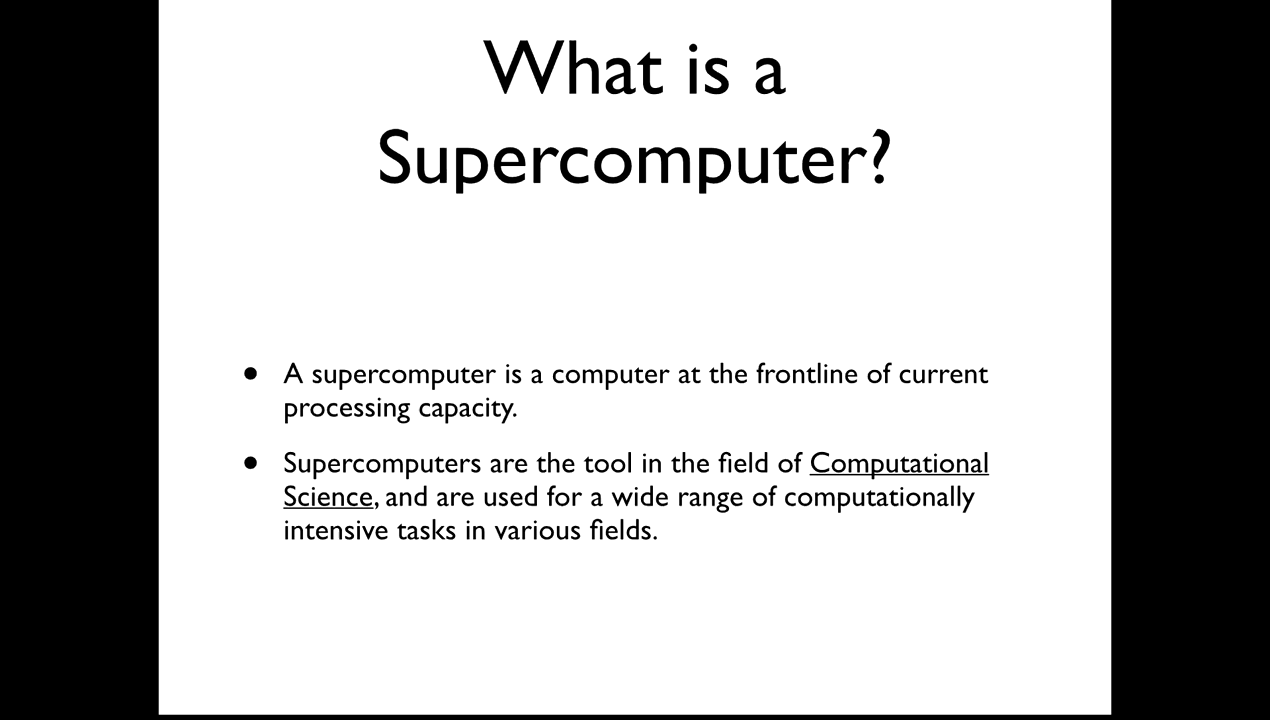 What is a
Supercomputer?
• A supercomputer is a computer at the frontline of current
processing capacity.
• Supercomputers are the tool in the field of Computational
Science, and are used for a wide range of computationally
intensive tasks in various fields.